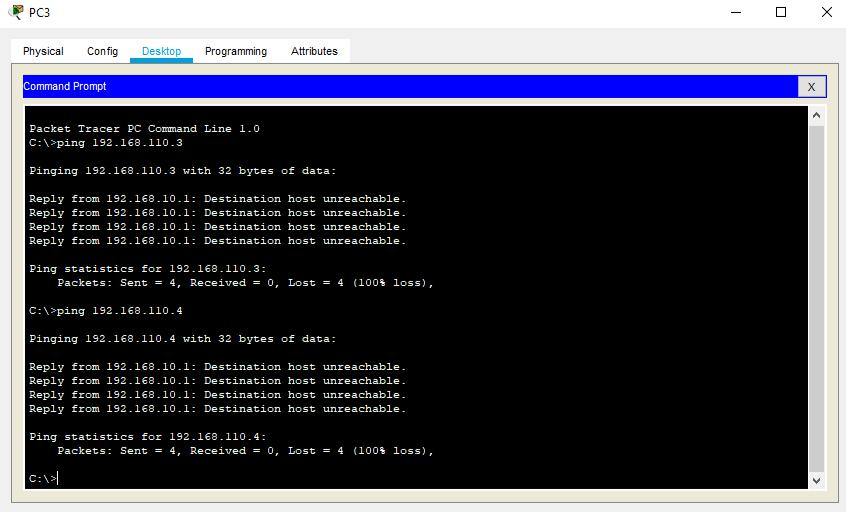 PC3
Physical Config Desktop Programming Attributes
Command Prompt
X
Packet Tracer PC Command Line 1.0
C:\>ping 192.168.110.3
Pinging 192.168.110.3 with 32 bytes of data:
Reply from 192.168.10.1: Destination host unreachable.
Reply from 192.168.10.1: Destination host unreachable.
Reply from 192.168.10.1: Destination host unreachable.
Reply from 192.168.10.1: Destination host unreachable.
Ping statistics for 192.168.110.3:
Packets: Sent = 4, Received = 0, Lost = 4 (100% loss),
C:\>ping 192.168.110.4
Pinging 192.168.110.4 with 32 bytes of data:
Reply from 192.168.10.1: Destination host unreachable.
Reply from 192.168.10.1: Destination host unreachable.
Reply from 192.168.10.1: Destination host unreachable.
Reply from 192.168.10.1: Destination host unreachable.
Ping statistics for 192.168.110.4:
Packets: Sent = 4, Received = 0, Lost = 4 (100% loss),
C:\>